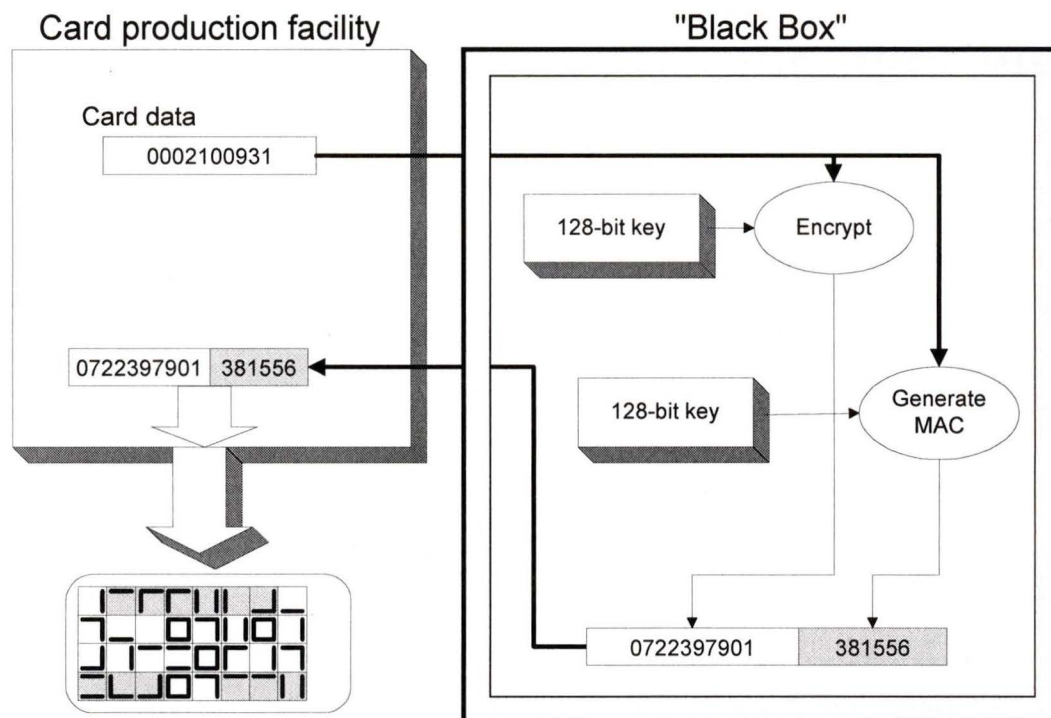 Card production facility
"Black Box"
Card data
0002100931
128-bit key
Encrypt
0722397901 381556
128-bit key
Generate
MAC
0722397901 381556